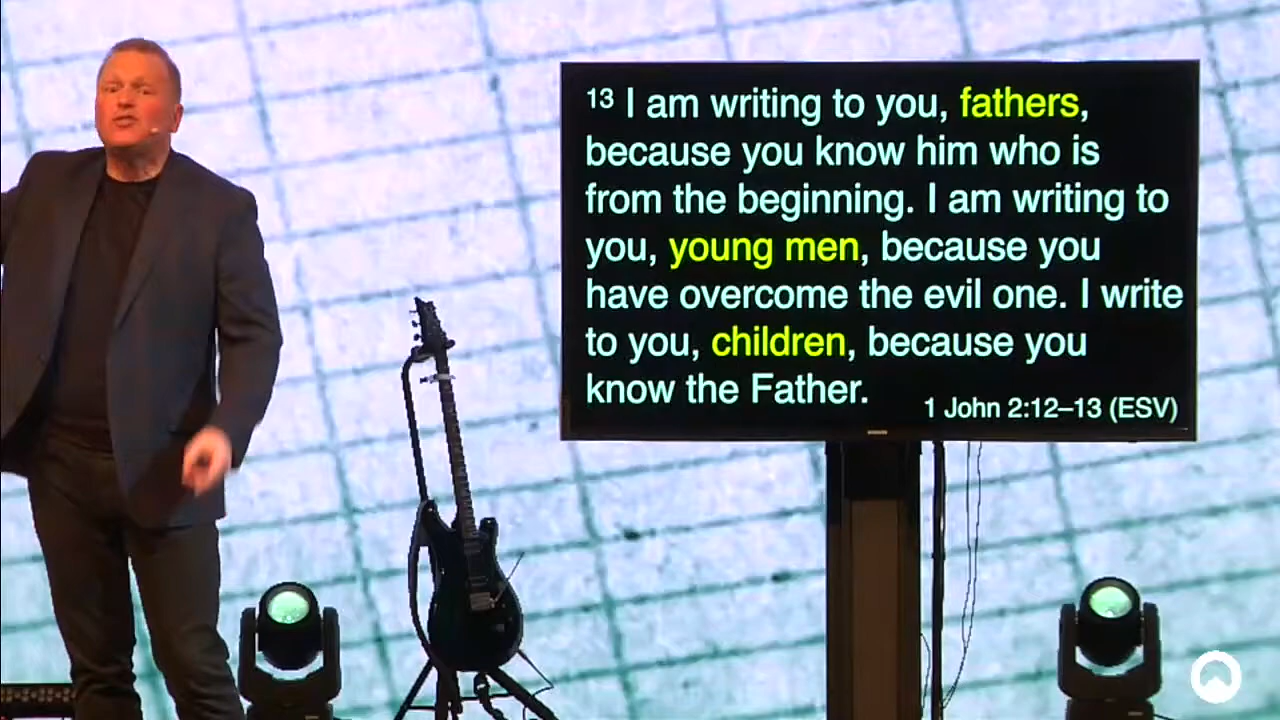 13 I am writing to you, fathers,
because you know him who is
from the beginning. I am writing to
you, young men, because you
have overcome the evil one. I write
to you, children, because you
know the Father.
1 John 2:12–13 (ESV)